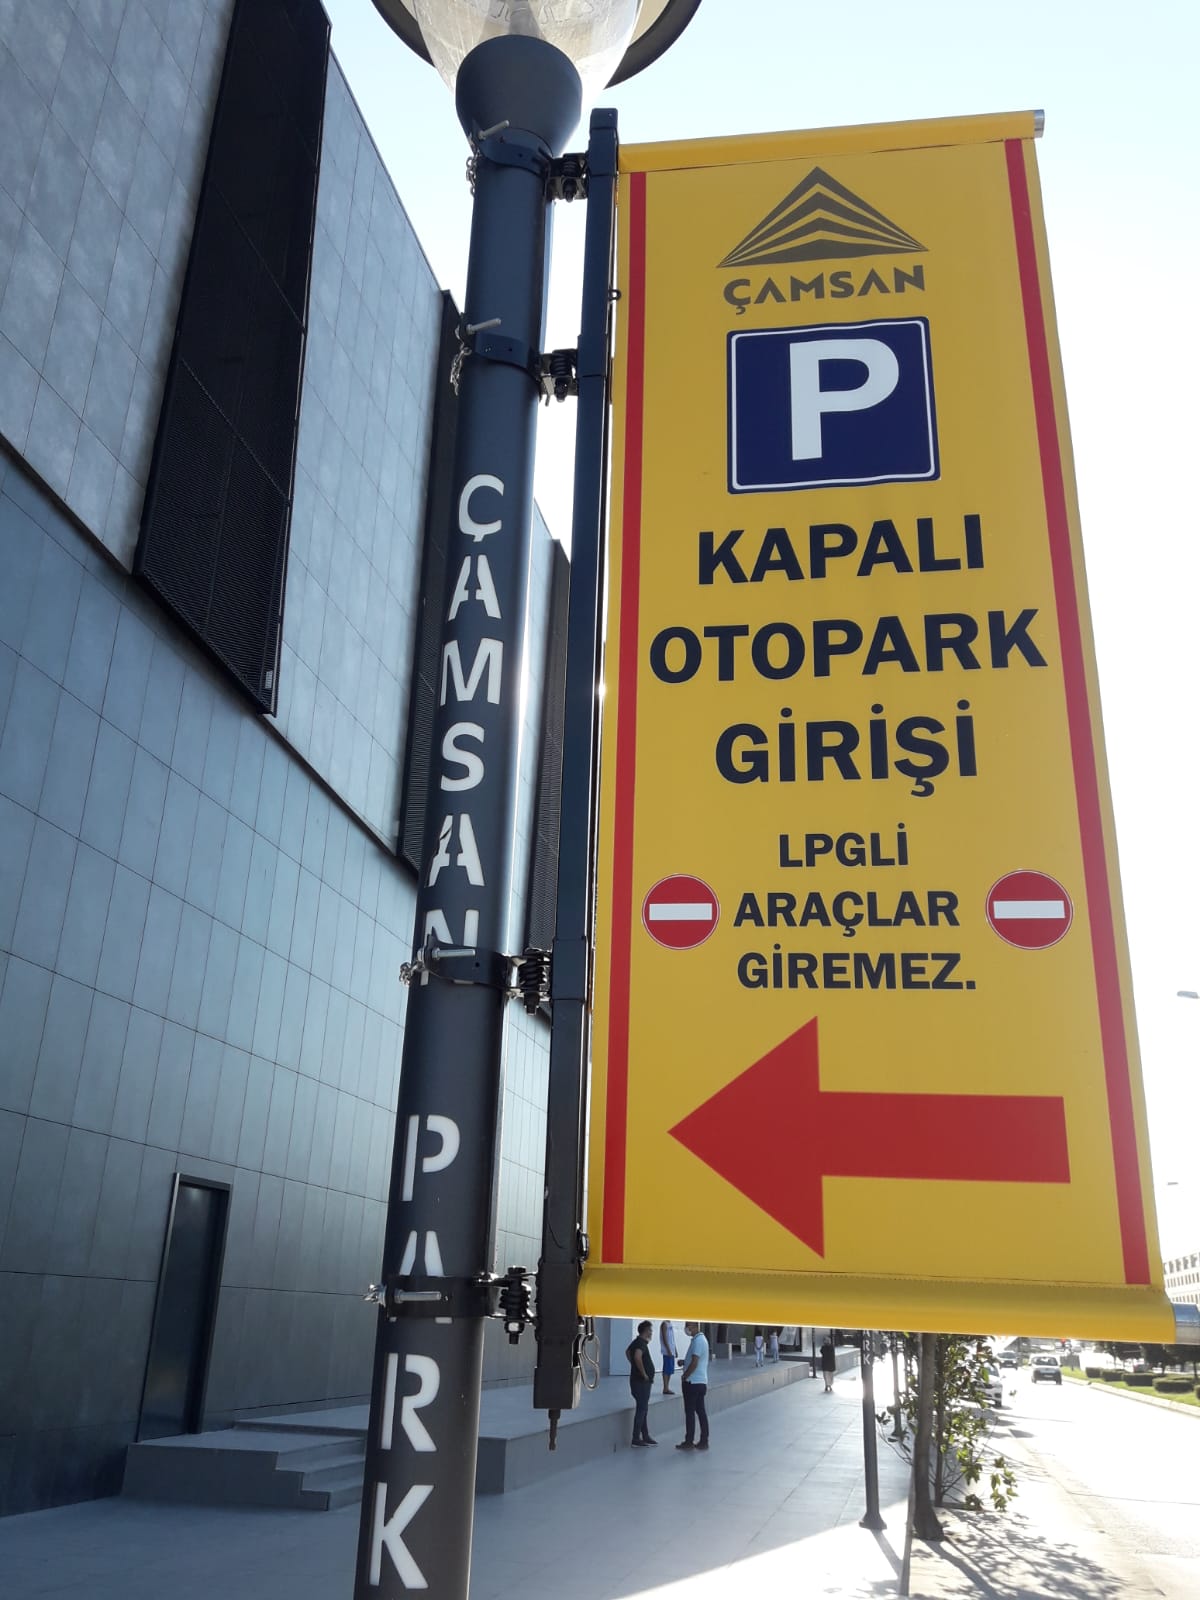 ÇAMSAN PARK
ÇAMSAN
P
KAPALI
OTOPARK
GİRİŞİ
LPGLİ
ARAÇLAR
GİREMEZ.